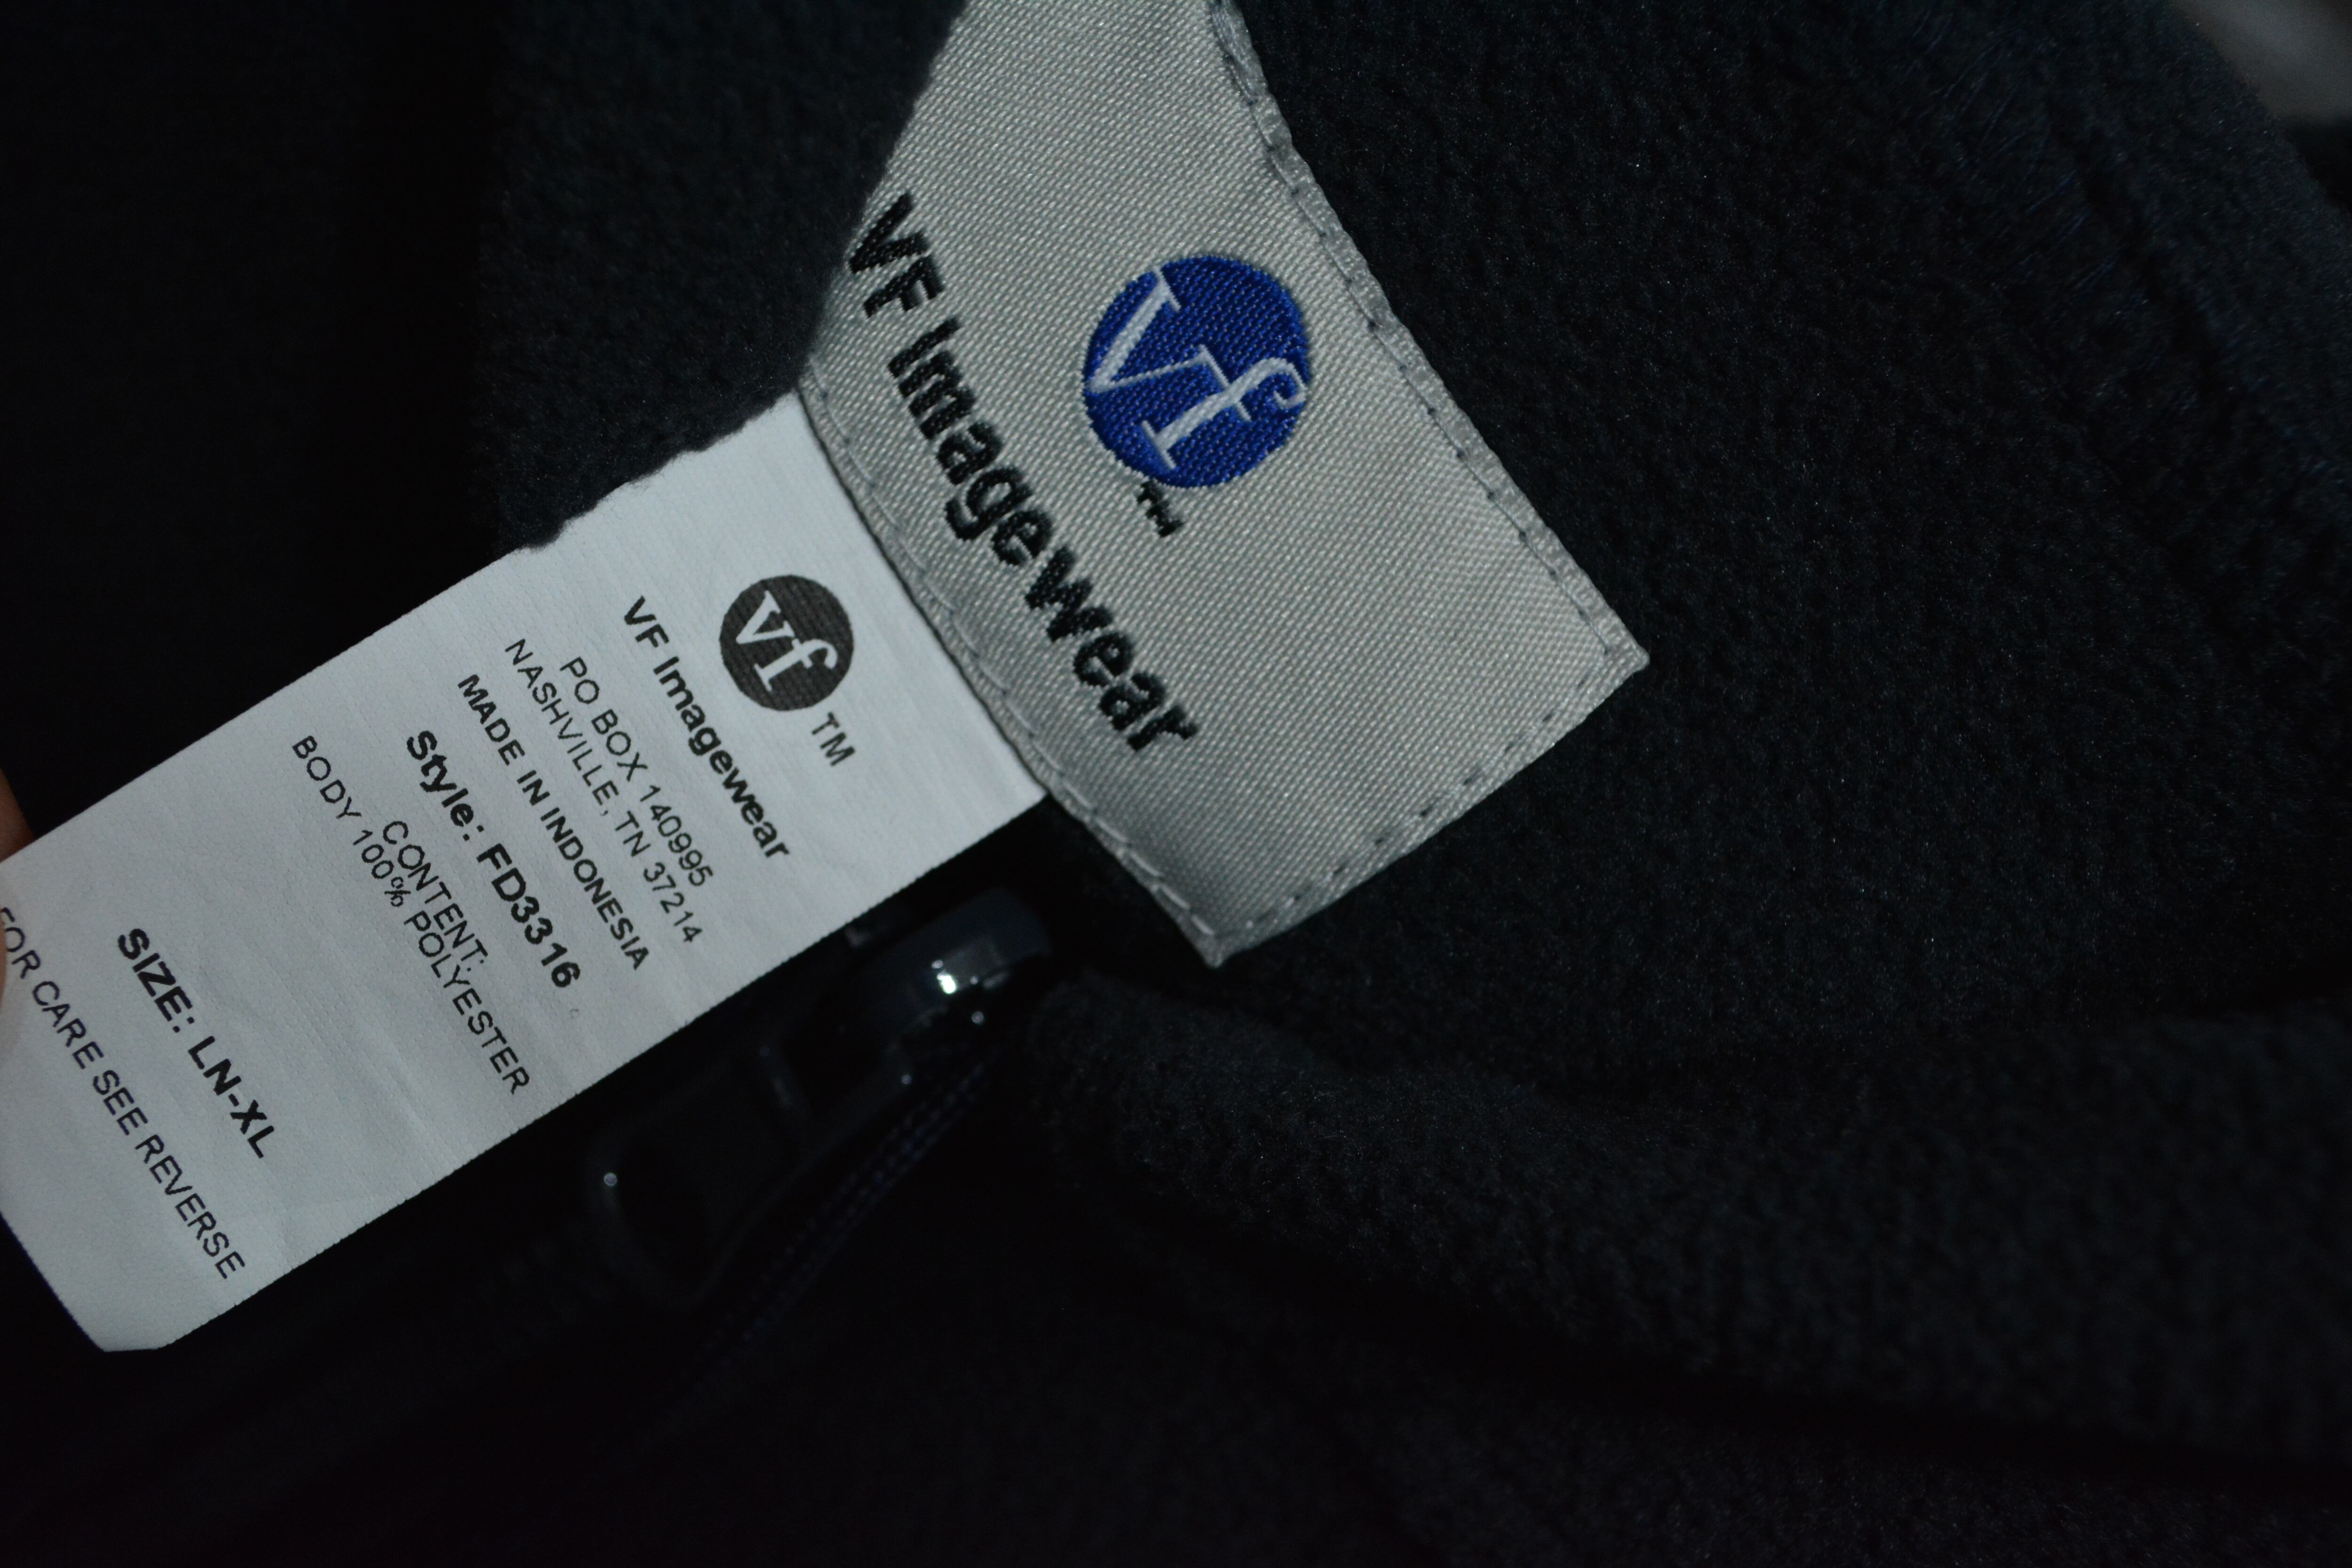 vf
TM
VF Imagewear
vf TM
VF Imagewear
PO BOX 140995
NASHVILLE, TN 37214
MADE IN INDONESIA
Style: FD3316
CONTENT:
BODY 100% POLYESTER
SIZE: LN-XL
FOR CARE SEE REVERSE